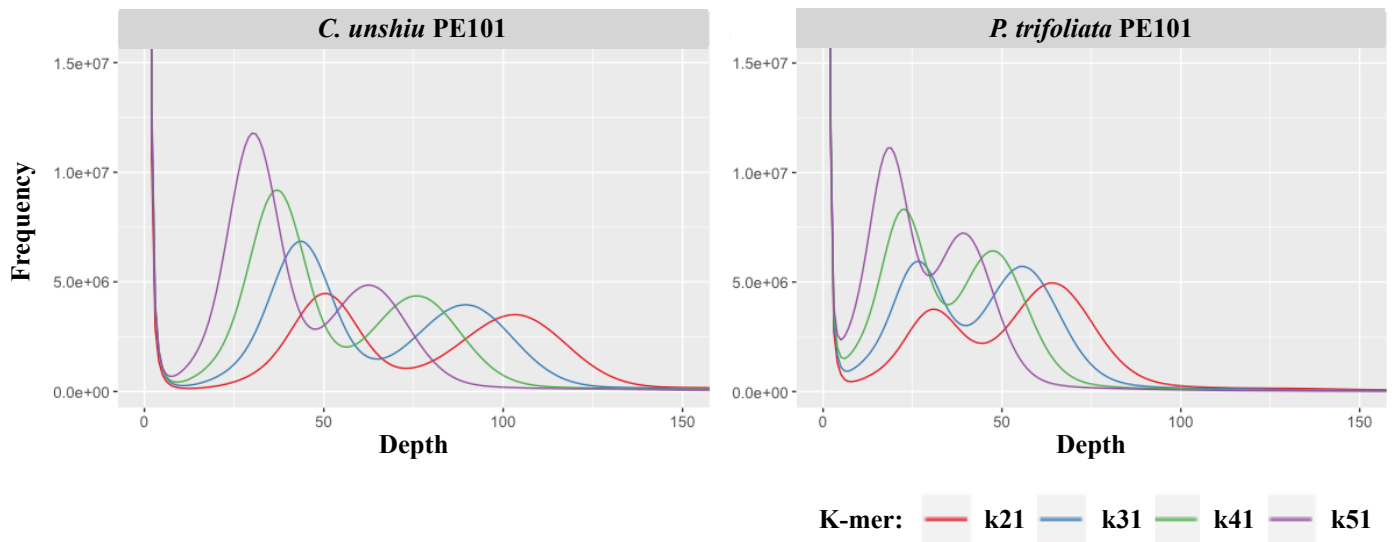 C. unshiu PE101
P. trifoliata PE101
Frequency
1.5e+07
1.0e+07
5.0e+06
0.0e+00
0 50 100 150
Depth
1.5e+07
1.0e+07
5.0e+06
0.0e+00
0 50 100 150
Depth
K-mer: k21 k31 k41 k51